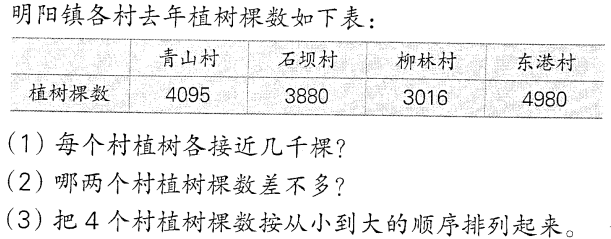 明阳镇各村去年植树棵数如下表：
青山村 石坝村 柳林村 东港村
植树棵数 4095 3880 3016 4980
(1) 每个村植树各接近几千棵？
(2) 哪两个村植树棵数差不多？
(3) 把 4 个村植树棵数按从小到大的顺序排列起来。